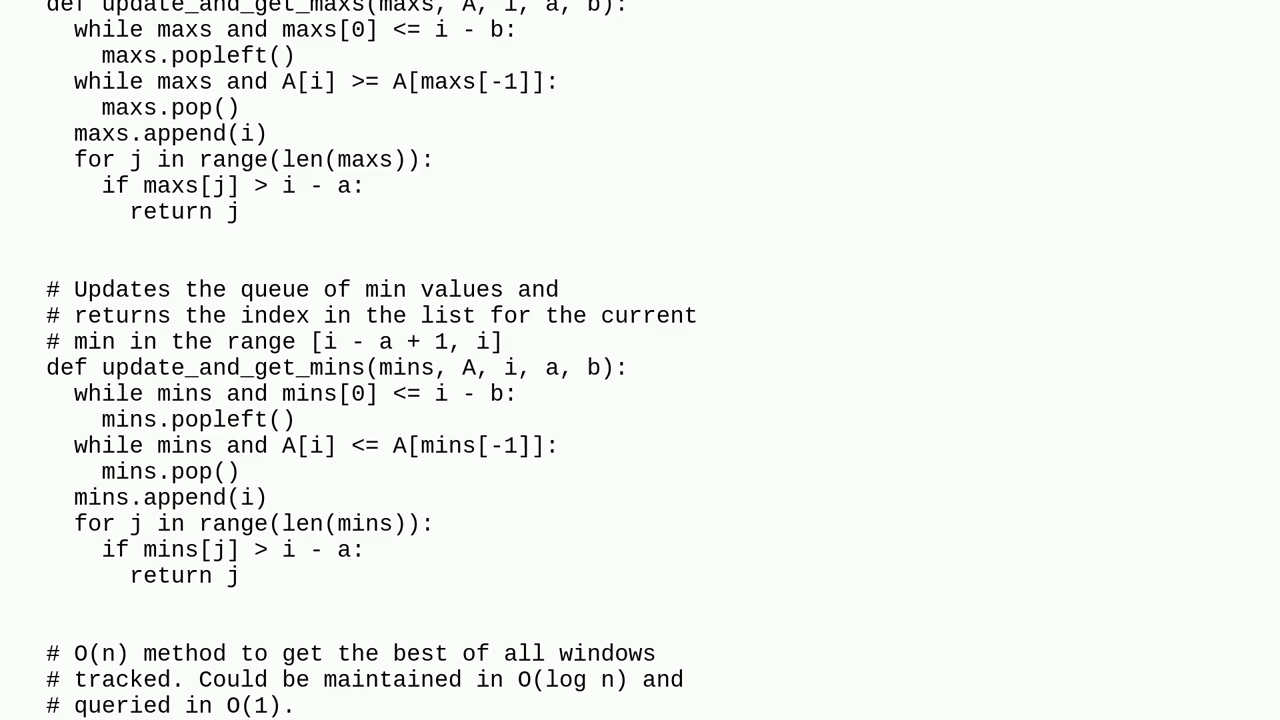 def update_and_get_maxs(maxs, A, i, a, b):
  while maxs and maxs[0] <= i - b:
    maxs.popleft()
  while maxs and A[i] >= A[maxs[-1]]:
    maxs.pop()
  maxs.append(i)
  for j in range(len(maxs)):
    if maxs[j] > i - a:
      return j
# Updates the queue of min values and
# returns the index in the list for the current
# min in the range [i - a + 1, i]
def update_and_get_mins(mins, A, i, a, b):
  while mins and mins[0] <= i - b:
    mins.popleft()
  while mins and A[i] <= A[mins[-1]]:
    mins.pop()
  mins.append(i)
  for j in range(len(mins)):
    if mins[j] > i - a:
      return j
# O(n) method to get the best of all windows
# tracked. Could be maintained in O(log n) and
# queried in O(1).